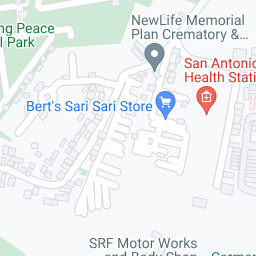 NewLife Memorial
Plan Crematory &...
ng Peace
l Park
San Antonio
Health Stati
Bert's Sari Sari Store
SRF Motor Works
and Body Shop